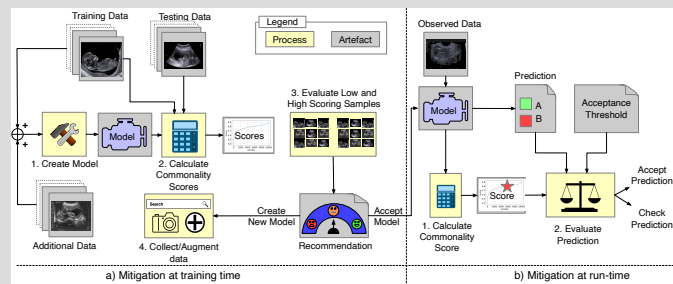 Training Data
Testing Data
Legend
Process
Artefact
Observed Data
Prediction
A
B
Acceptance
Threshold
3. Evaluate Low and
High Scoring Samples
Model
Model
Scores
1. Create Model
2. Calculate
Commonality
Scores
Score
Accept
Prediction
Check
Prediction
Search
Create
New Model
Accept
Model
1. Calculate
Commonality
Score
2. Evaluate
Prediction
Additional Data
4. Collect/Augment
data
Recommendation
a) Mitigation at training time
b) Mitigation at run-time